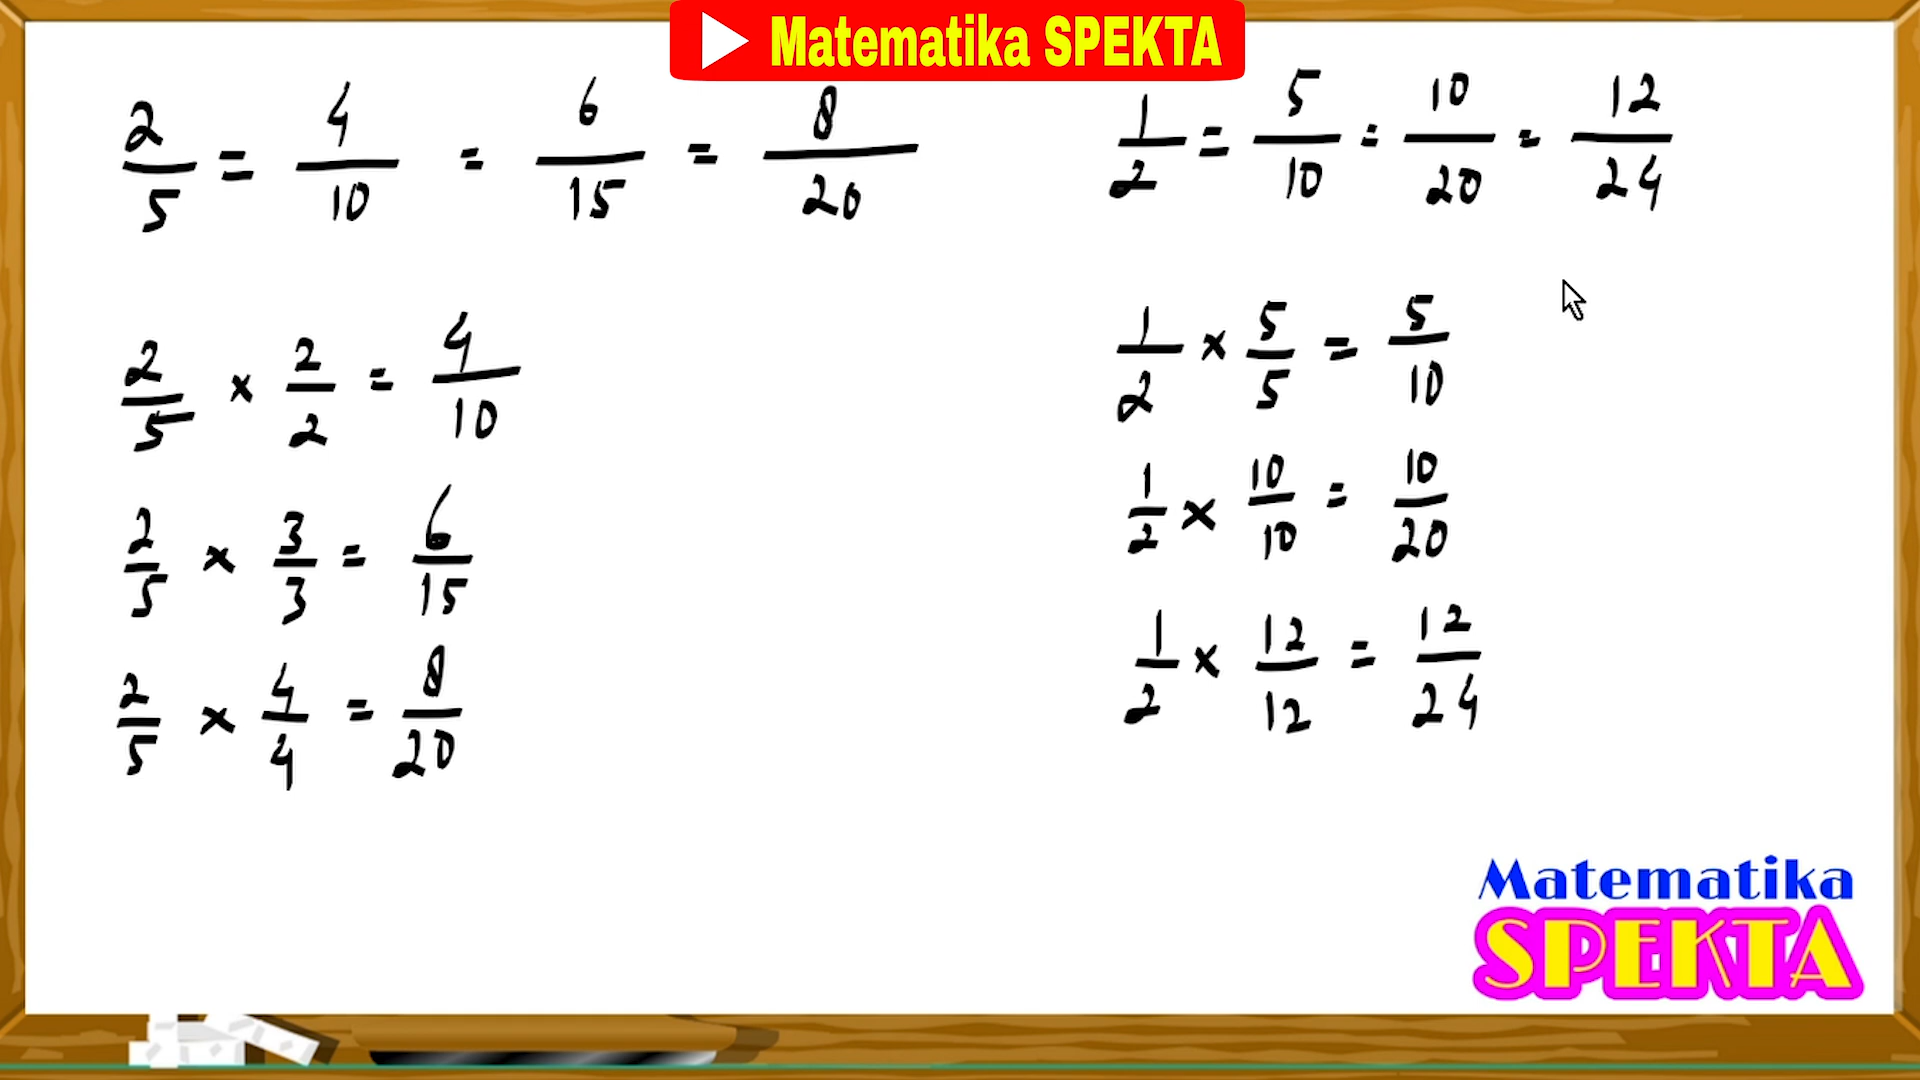 Matematika SPEKTA
2/5 = 4/10 = 6/15 = 8/20
2/5 × 2/2 = 4/10
2/5 × 3/3 = 6/15
2/5 × 4/4 = 8/20
1/2 = 5/10 = 10/20 = 12/24
1/2 × 5/5 = 5/10
1/2 × 10/10 = 10/20
1/2 × 12/12 = 12/24
Matematika
SPEKTA